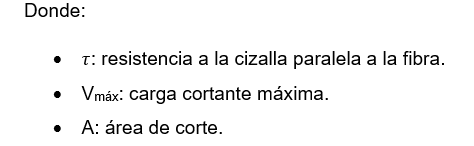 Donde:
• 𝜏: resistencia a la cizalla paralela a la fibra.
• Vmáx: carga cortante máxima.
• A: área de corte.